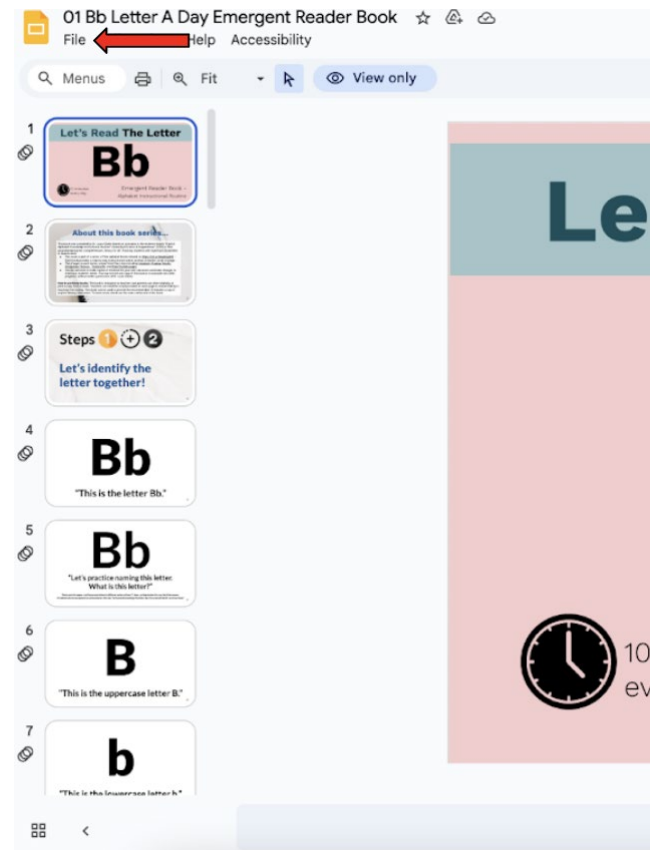 01 Bb Letter A Day Emergent Reader Book
File Help Accessibility
Menus Fit View only
1
Let's Read The Letter
Bb
Emergent Reader Book -
Alphabet Instructional Routine
2
About this book series...
3
Steps 1 + 2
Let's identify the
letter together!
4
Bb
"This is the letter Bb."
5
Bb
"Let's practice naming this letter.
What is this letter?"
6
B
"This is the uppercase letter B."
7
b
"This is the lowercase letter b."
Le
10
ev